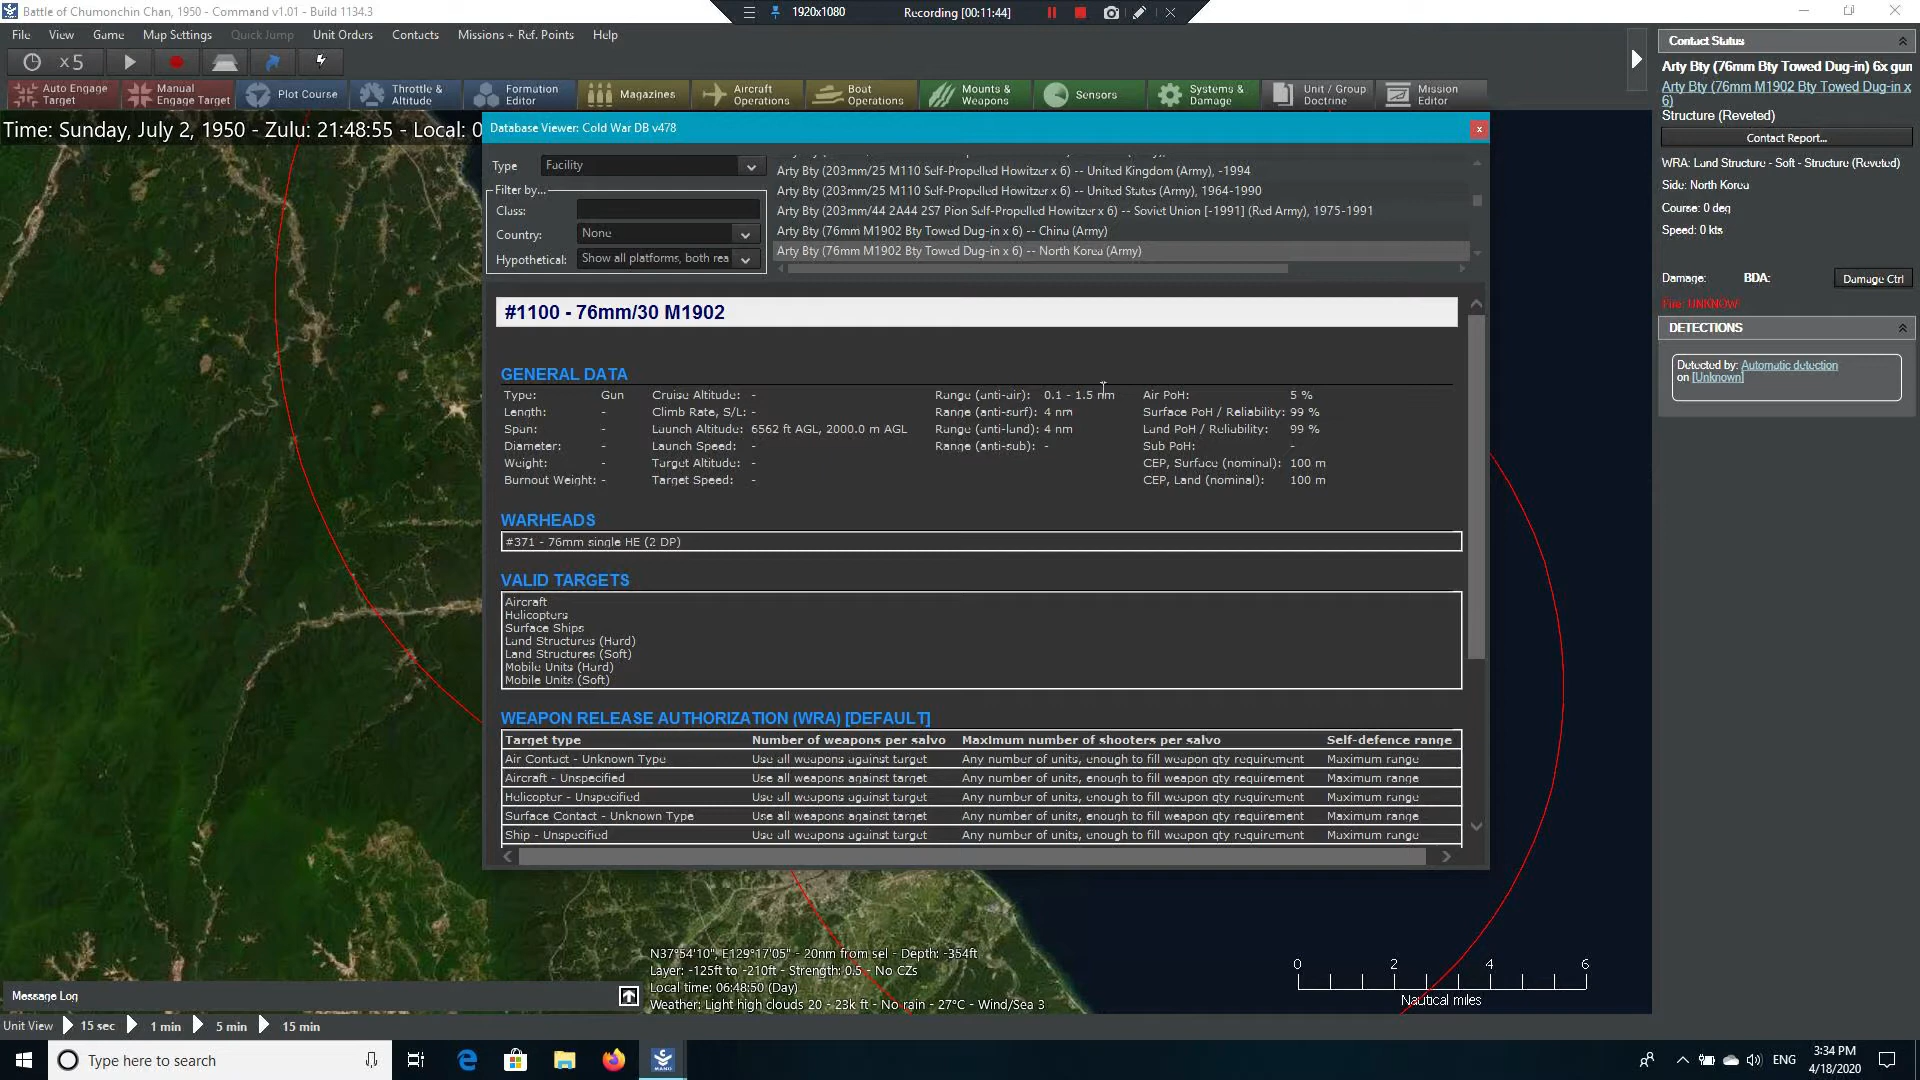 Battle of Chumonchin Chan, 1950 - Command v1.01 - Build 1134.3
1920x1080
Recording [00:11:44]
File View Game Map Settings Quick Jump Unit Orders Contacts Missions + Ref. Points Help
x 5
Auto Engage Target
Manual Engage Target
Plot Course
Throttle & Altitude
Formation Editor
Magazines
Aircraft Operations
Boat Operations
Mounts & Weapons
Sensors
Systems & Damage
Unit / Group Doctrine
Mission Editor
Time: Sunday, July 2, 1950 - Zulu: 21:48:55 - Local: 0
Database Viewer: Cold War DB v478
Type Facility
Filter by...
Class:
Country: None
Hypothetical: Show all platforms, both rea
Arty Bty (203mm/25 M110 Self-Propelled Howitzer x 6) -- United Kingdom (Army), -1994
Arty Bty (203mm/25 M110 Self-Propelled Howitzer x 6) -- United States (Army), 1964-1990
Arty Bty (203mm/44 2A44 2S7 Pion Self-Propelled Howitzer x 6) -- Soviet Union [-1991] (Red Army), 1975-1991
Arty Bty (76mm M1902 Bty Towed Dug-in x 6) -- China (Army)
Arty Bty (76mm M1902 Bty Towed Dug-in x 6) -- North Korea (Army)
#1100 - 76mm/30 M1902
GENERAL DATA
Type: Gun Cruise Altitude: - Range (anti-air): 0.1 - 1.5 nm Air PoH: 5 %
Length: - Climb Rate, S/L: - Range (anti-surf): 4 nm Surface PoH / Reliability: 99 %
Span: - Launch Altitude: 6562 ft AGL, 2000.0 m AGL Range (anti-land): 4 nm Land PoH / Reliability: 99 %
Diameter: - Launch Speed: - Range (anti-sub): - Sub PoH: -
Weight: - Target Altitude: - CEP, Surface (nominal): 100 m
Burnout Weight: - Target Speed: - CEP, Land (nominal): 100 m
WARHEADS
#371 - 76mm single HE (2 DP)
VALID TARGETS
Aircraft
Helicopters
Surface Ships
Land Structures (Hard)
Land Structures (Soft)
Mobile Units (Hard)
Mobile Units (Soft)
WEAPON RELEASE AUTHORIZATION (WRA) [DEFAULT]
Target type Number of weapons per salvo Maximum number of shooters per salvo Self-defence range
Air Contact - Unknown Type Use all weapons against target Any number of units, enough to fill weapon qty requirement Maximum range
Aircraft - Unspecified Use all weapons against target Any number of units, enough to fill weapon qty requirement Maximum range
Helicopter - Unspecified Use all weapons against target Any number of units, enough to fill weapon qty requirement Maximum range
Surface Contact - Unknown Type Use all weapons against target Any number of units, enough to fill weapon qty requirement Maximum range
Ship - Unspecified Use all weapons against target Any number of units, enough to fill weapon qty requirement Maximum range
Contact Status
Arty Bty (76mm Bty Towed Dug-in) 6x gun
Arty Bty (76mm M1902 Bty Towed Dug-in x
6)
Structure (Reveted)
Contact Report...
WRA: Land Structure - Soft - Structure (Reveted)
Side: North Korea
Course: 0 deg
Speed: 0 kts
Damage: BDA: Damage Ctrl
Fire: UNKNOW
DETECTIONS
Detected by: Automatic detection
on [Unknown]
N37°54'10", E129°17'05" - 20nm from sel - Depth: -354ft
Layer: -125ft to -210ft - Strength: 0.5 - No CZs
Local time: 06:48:50 (Day)
Weather: Light high clouds 20 - 23k ft - No rain - 27°C - Wind/Sea 3
0 2 4 6
Nautical miles
Message Log
Unit View 15 sec 1 min 5 min 15 min
Type here to search
ENG
3:34 PM
4/18/2020